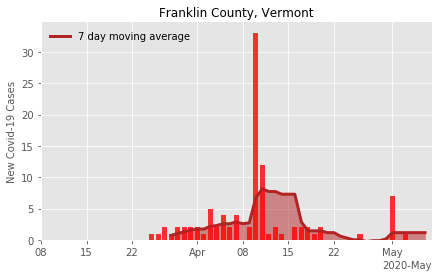 Franklin County, Vermont
7 day moving average
New Covid-19 Cases
30
25
20
15
10
5
0
08 15 22 Apr 08 15 22 May
2020-May